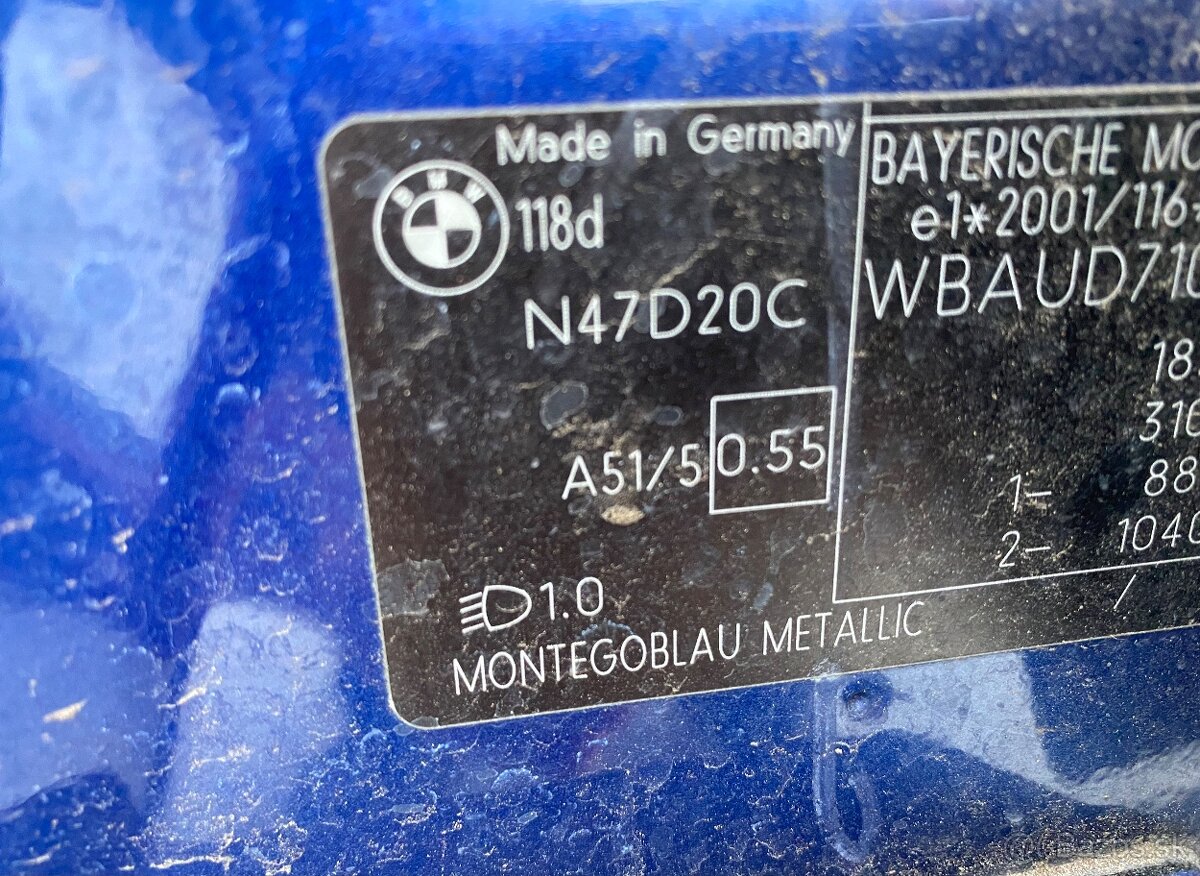 Made in Germany
BMW
118d
N47D20C
A51/5 0.55
1.0
MONTEGOBLAU METALLIC
BAYERISCHE
e1*2001/116
WBAUD71
18
31
1- 88
2- 104
/